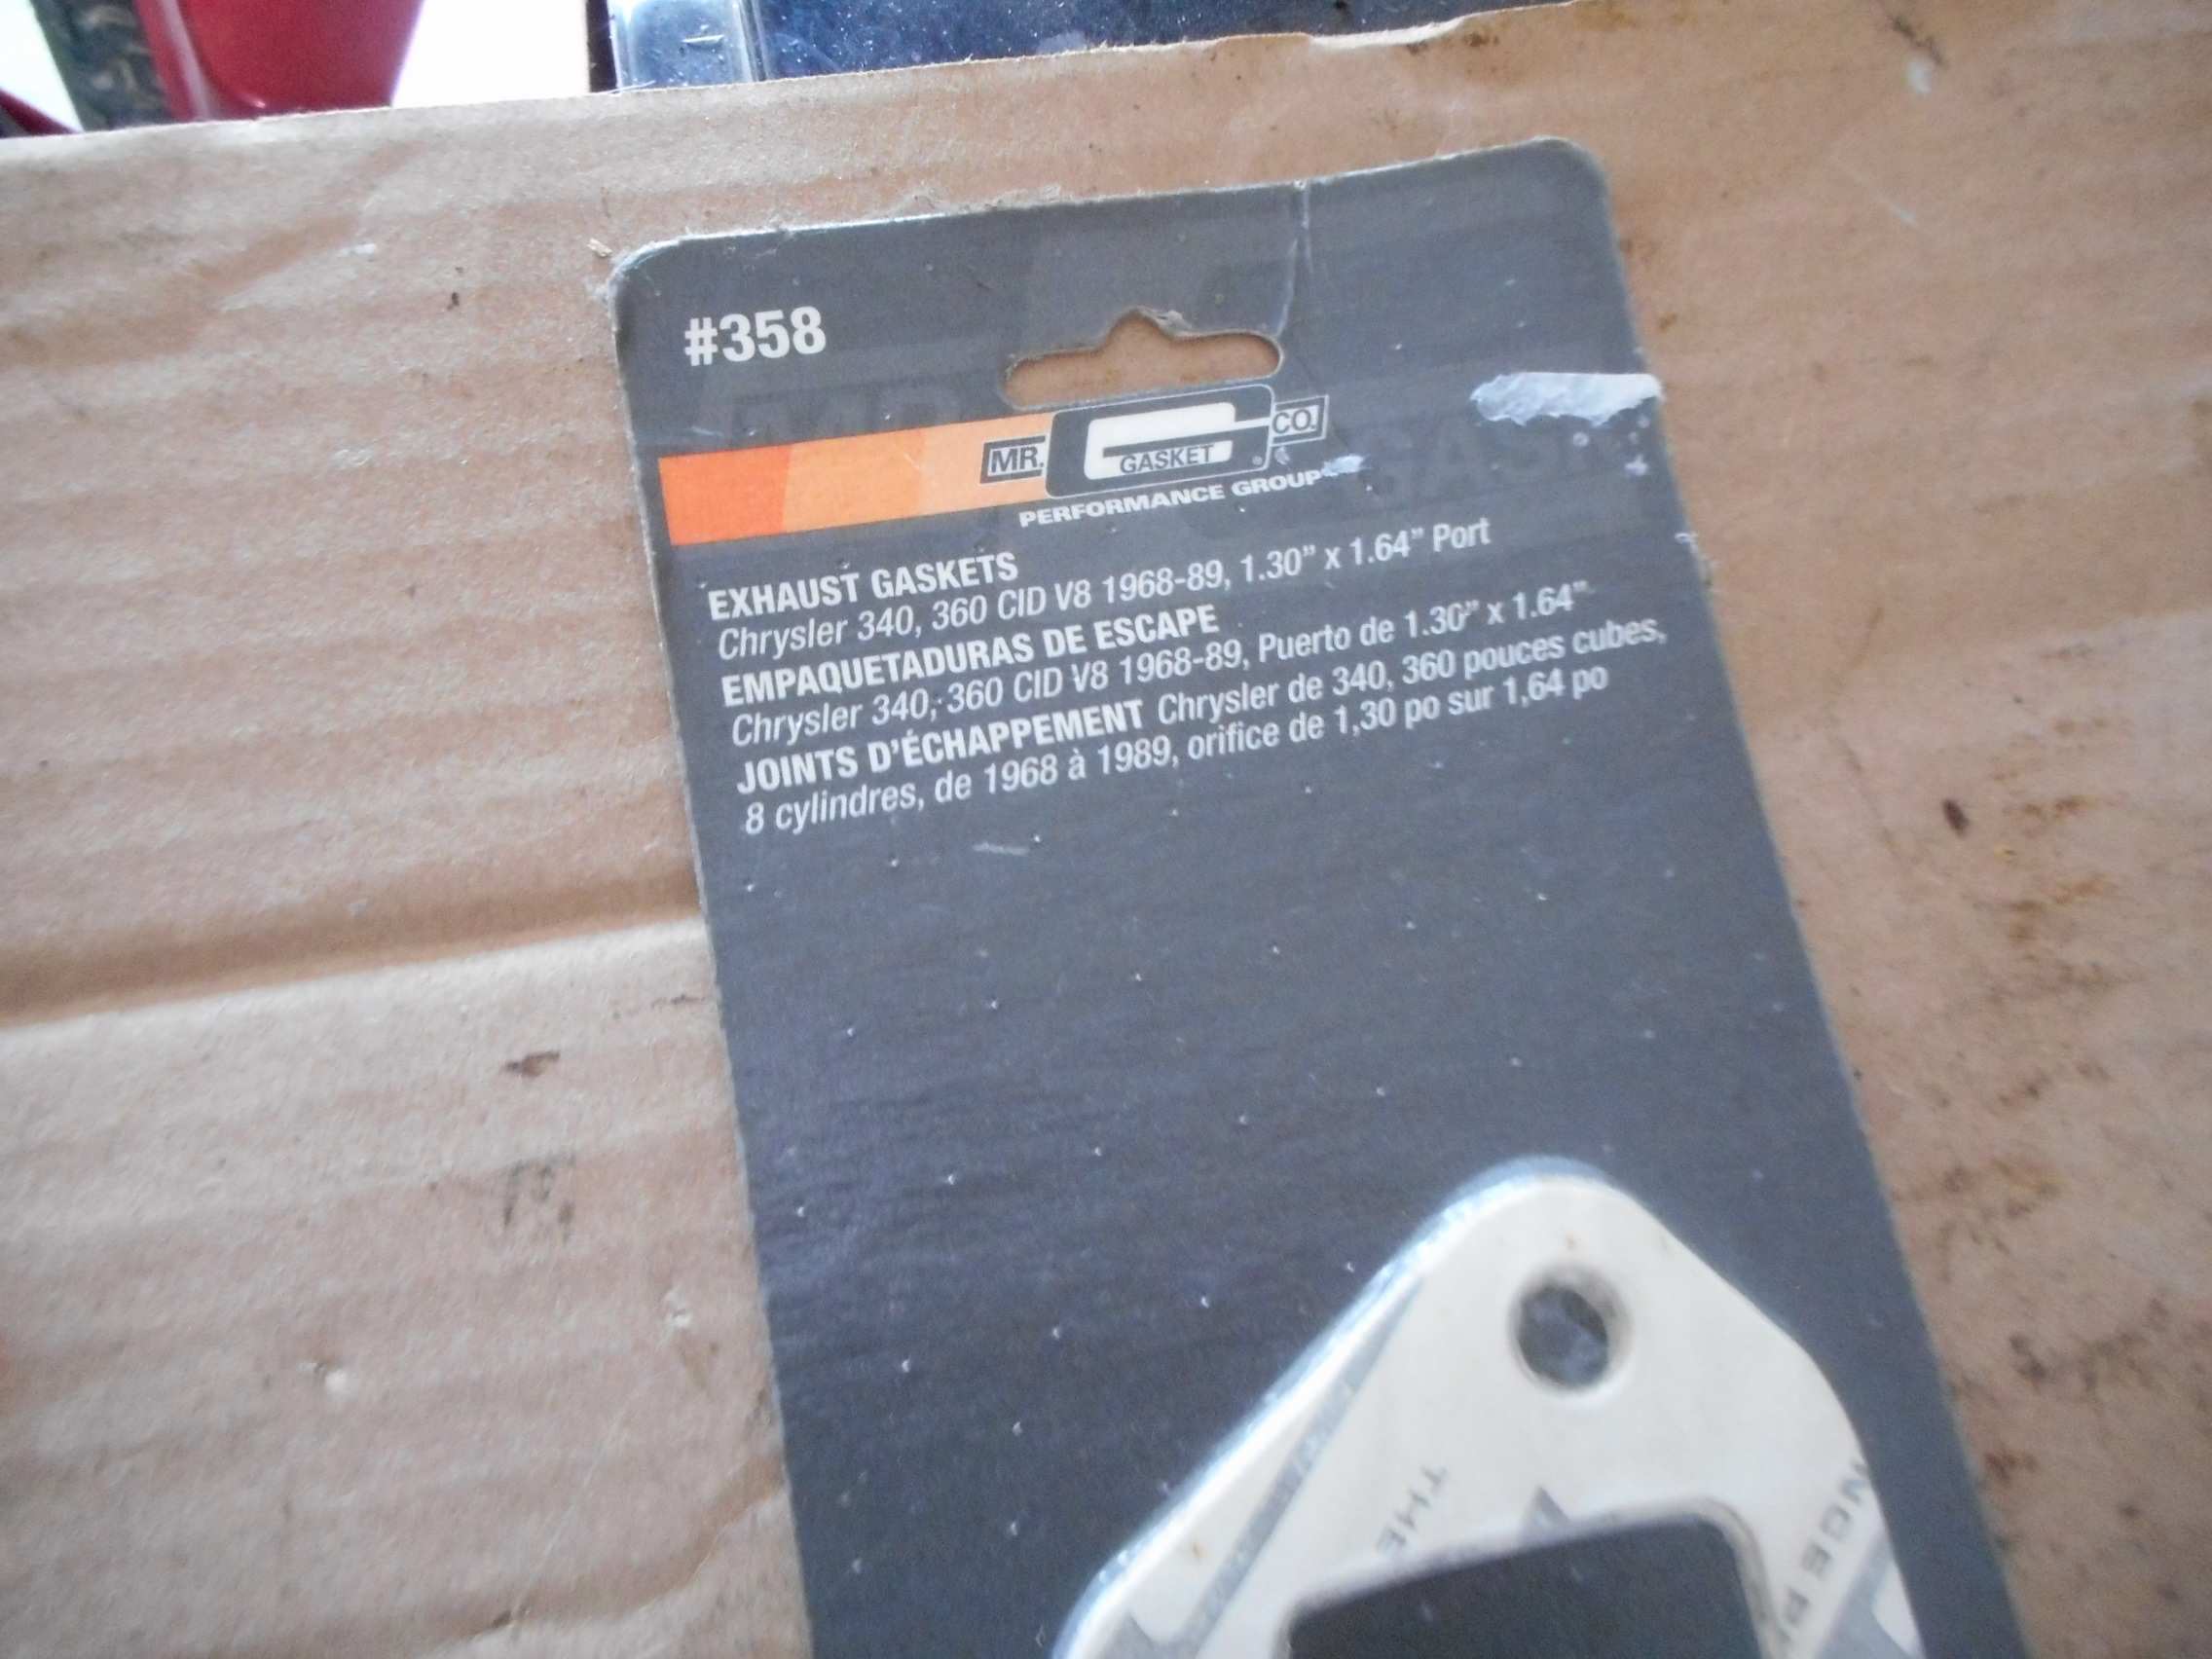 #358
MR. GASKET CO.
PERFORMANCE GROUP
EXHAUST GASKETS
Chrysler 340, 360 CID V8 1968-89, 1.30” x 1.64” Port
EMPAQUETADURAS DE ESCAPE
Chrysler 340, 360 CID V8 1968-89, Puerto de 1.30” x 1.64”
JOINTS D’ÉCHAPPEMENT Chrysler de 340, 360 pouces cubes,
8 cylindres, de 1968 à 1989, orifice de 1,30 po sur 1,64 po
THE